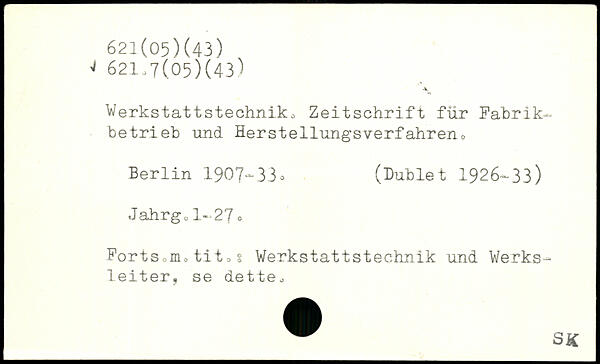 621(05)(43)
✓ 621.7(05)(43)
Werkstattstechnik. Zeitschrift für Fabrik-
betrieb und Herstellungsverfahren.
Berlin 1907-33. (Dublet 1926-33)
Jahrg.1-27.
Forts.m.tit.: Werkstattstechnik und Werks-
leiter, se dette.
SK